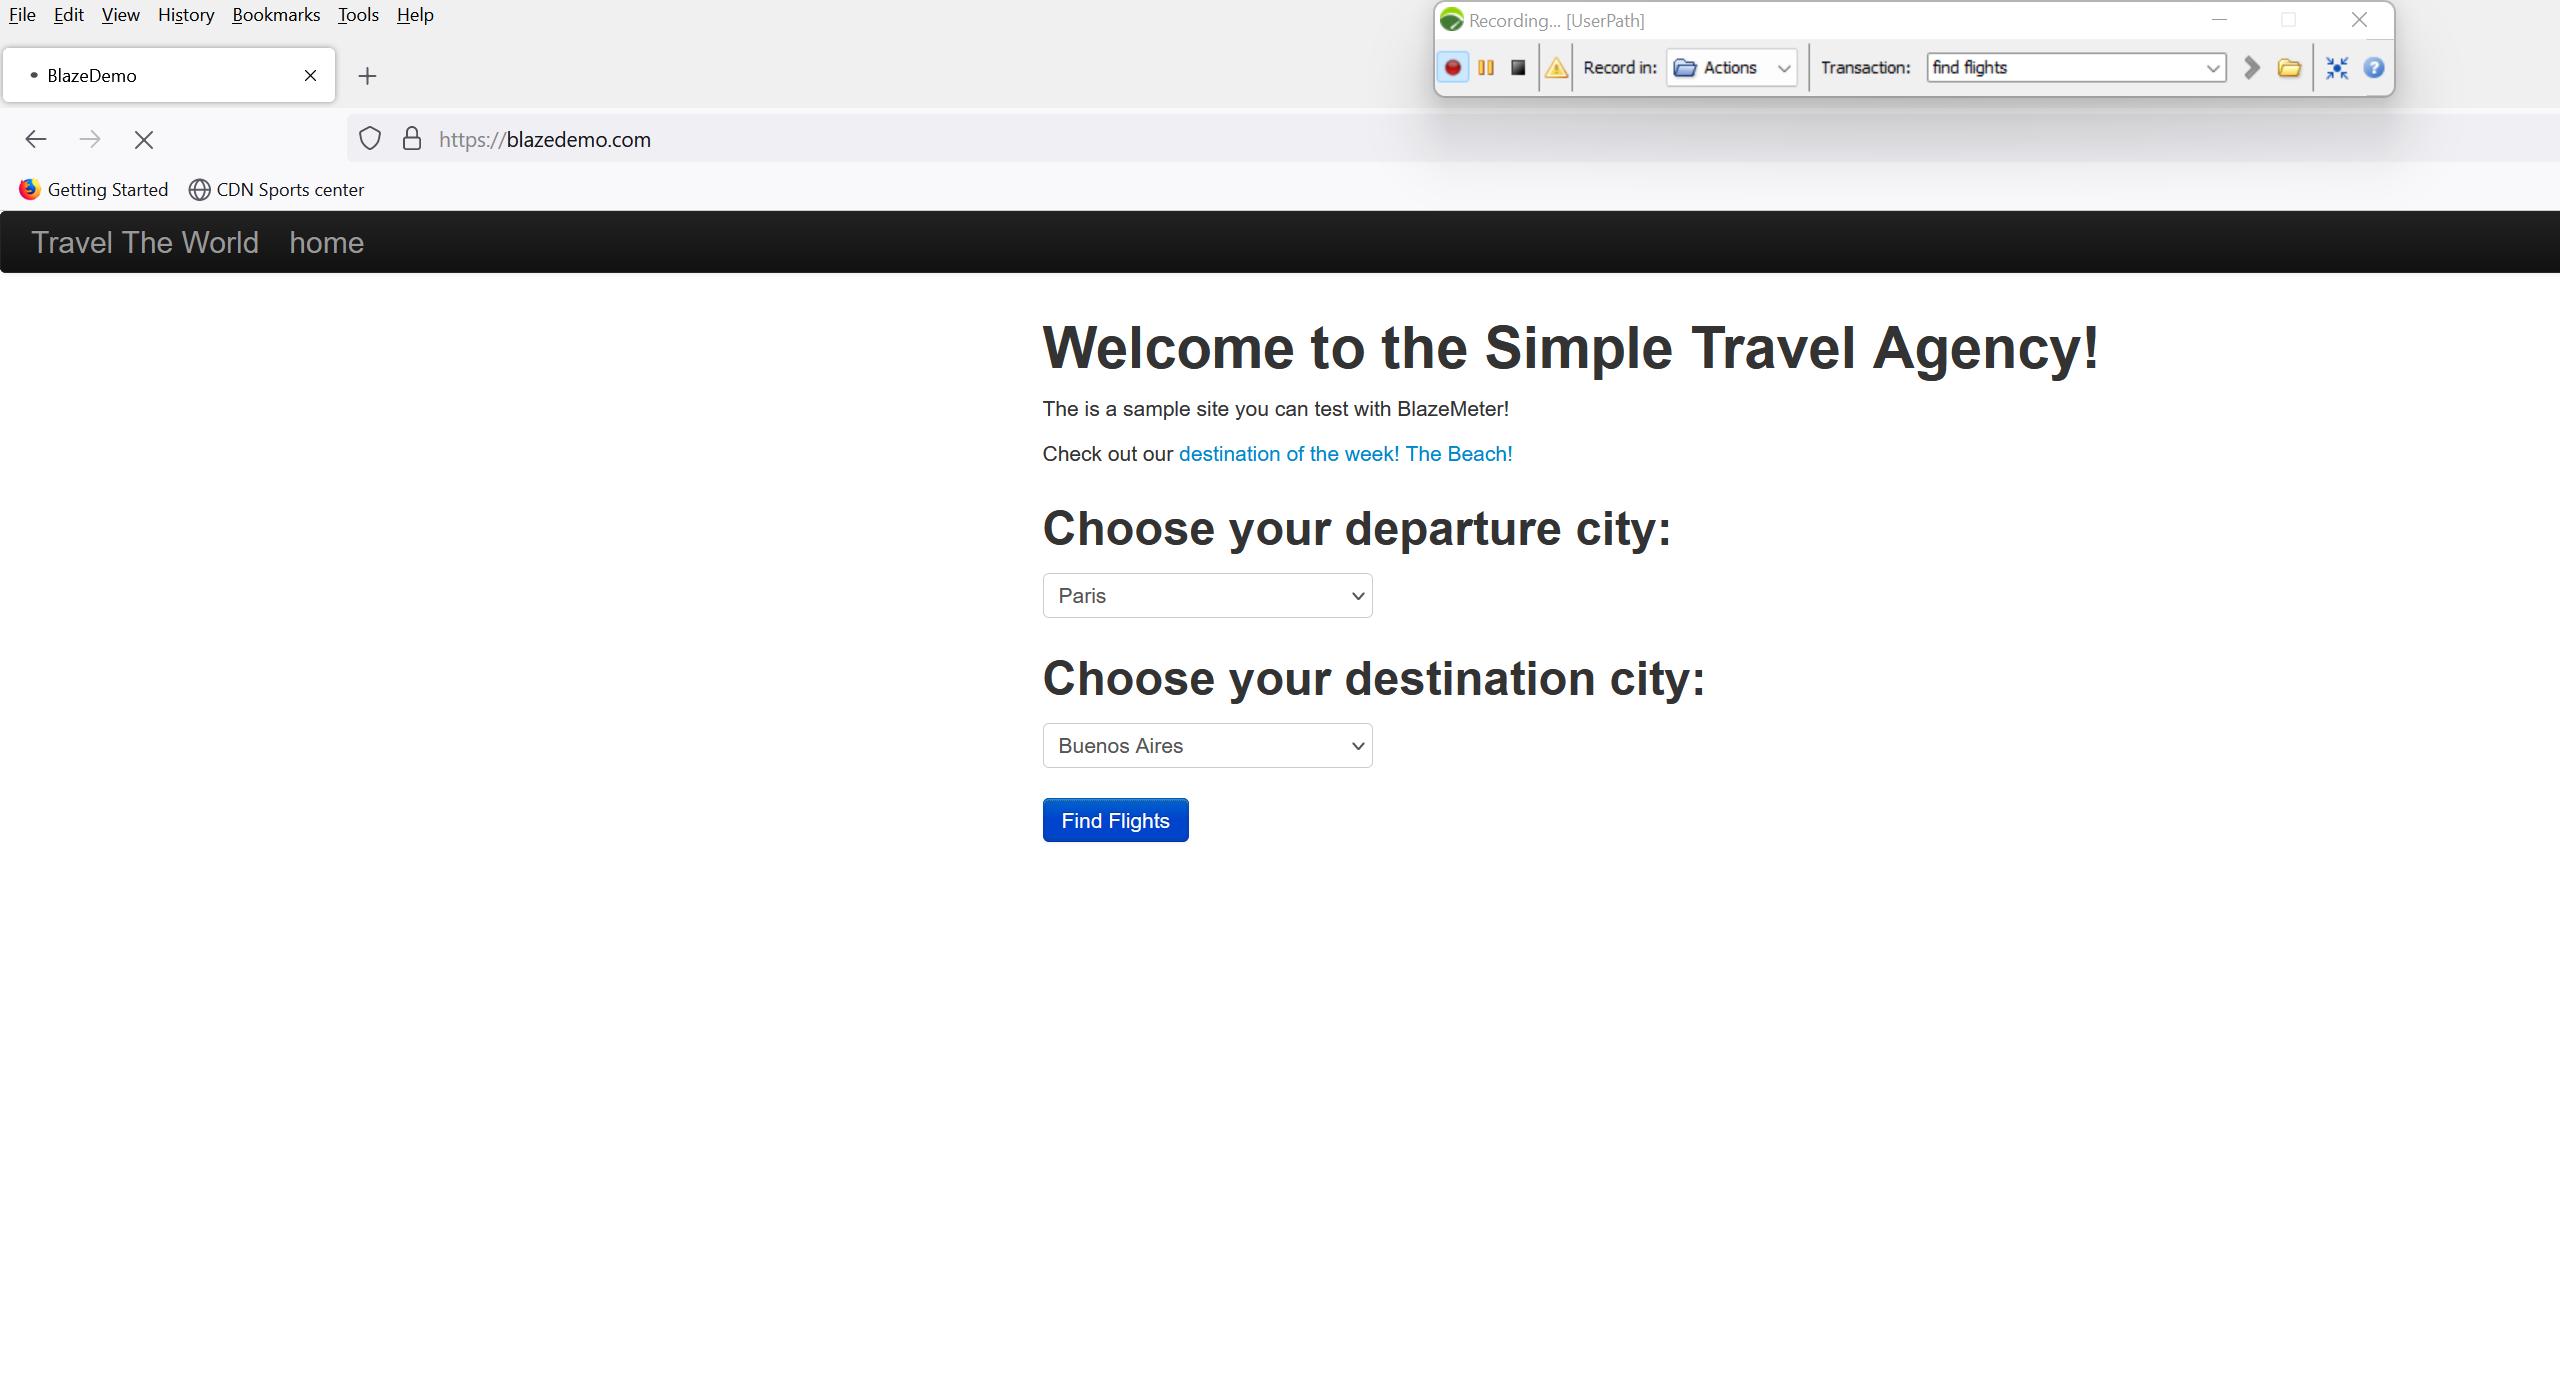 File Edit View History Bookmarks Tools Help
Recording... [UserPath]
BlazeDemo
Record in: Actions Transaction: find flights
https://blazedemo.com
Getting Started CDN Sports center
Travel The World home
Welcome to the Simple Travel Agency!
The is a sample site you can test with BlazeMeter!
Check out our destination of the week! The Beach!
Choose your departure city:
Paris
Choose your destination city:
Buenos Aires
Find Flights